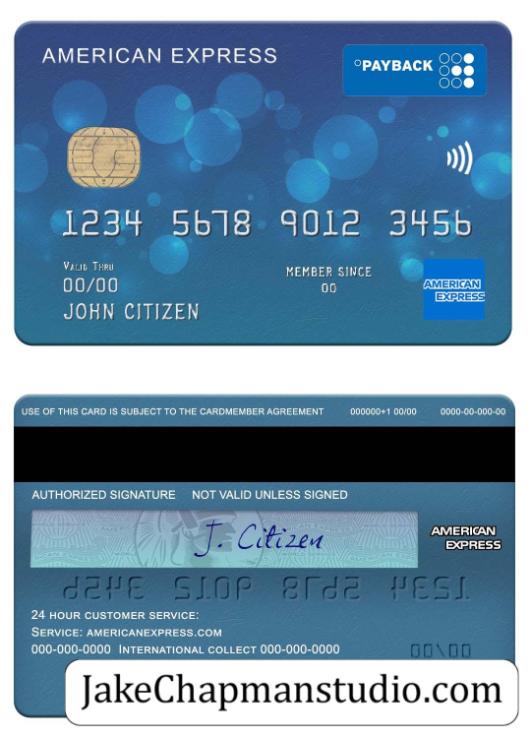 AMERICAN EXPRESS
°PAYBACK
1234 5678 9012 3456
VALID THRU
MEMBER SINCE
00/00
00
JOHN CITIZEN
AMERICAN
EXPRESS
USE OF THIS CARD IS SUBJECT TO THE CARDMEMBER AGREEMENT 000000+1 00/00 0000-00-000-00
AUTHORIZED SIGNATURE NOT VALID UNLESS SIGNED
J. Citizen
AMERICAN
EXPRESS
24 HOUR CUSTOMER SERVICE:
SERVICE: AMERICANEXPRESS.COM
000-000-0000 INTERNATIONAL COLLECT 000-000-0000
00/00
JakeChapmanstudio.com